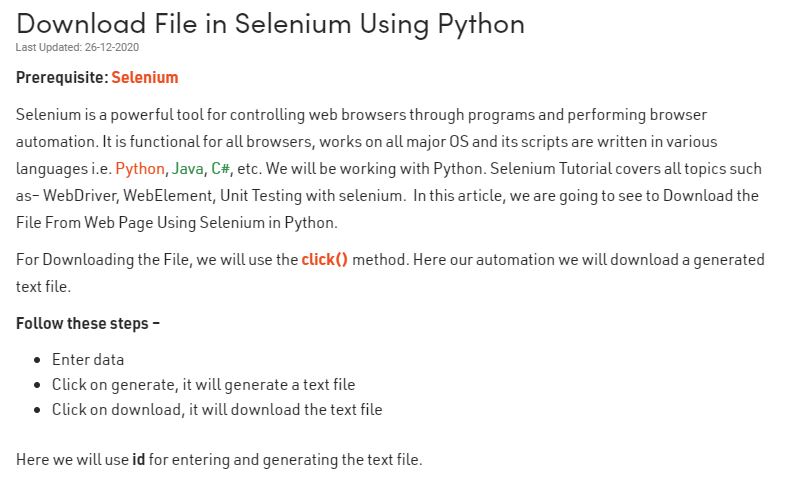 Download File in Selenium Using Python
Last Updated: 26-12-2020
Prerequisite: Selenium
Selenium is a powerful tool for controlling web browsers through programs and performing browser
automation. It is functional for all browsers, works on all major OS and its scripts are written in various
languages i.e. Python, Java, C#, etc. We will be working with Python. Selenium Tutorial covers all topics such
as– WebDriver, WebElement, Unit Testing with selenium. In this article, we are going to see to Download the
File From Web Page Using Selenium in Python.
For Downloading the File, we will use the click() method. Here our automation we will download a generated
text file.
Follow these steps –
• Enter data
• Click on generate, it will generate a text file
• Click on download, it will download the text file
Here we will use id for entering and generating the text file.